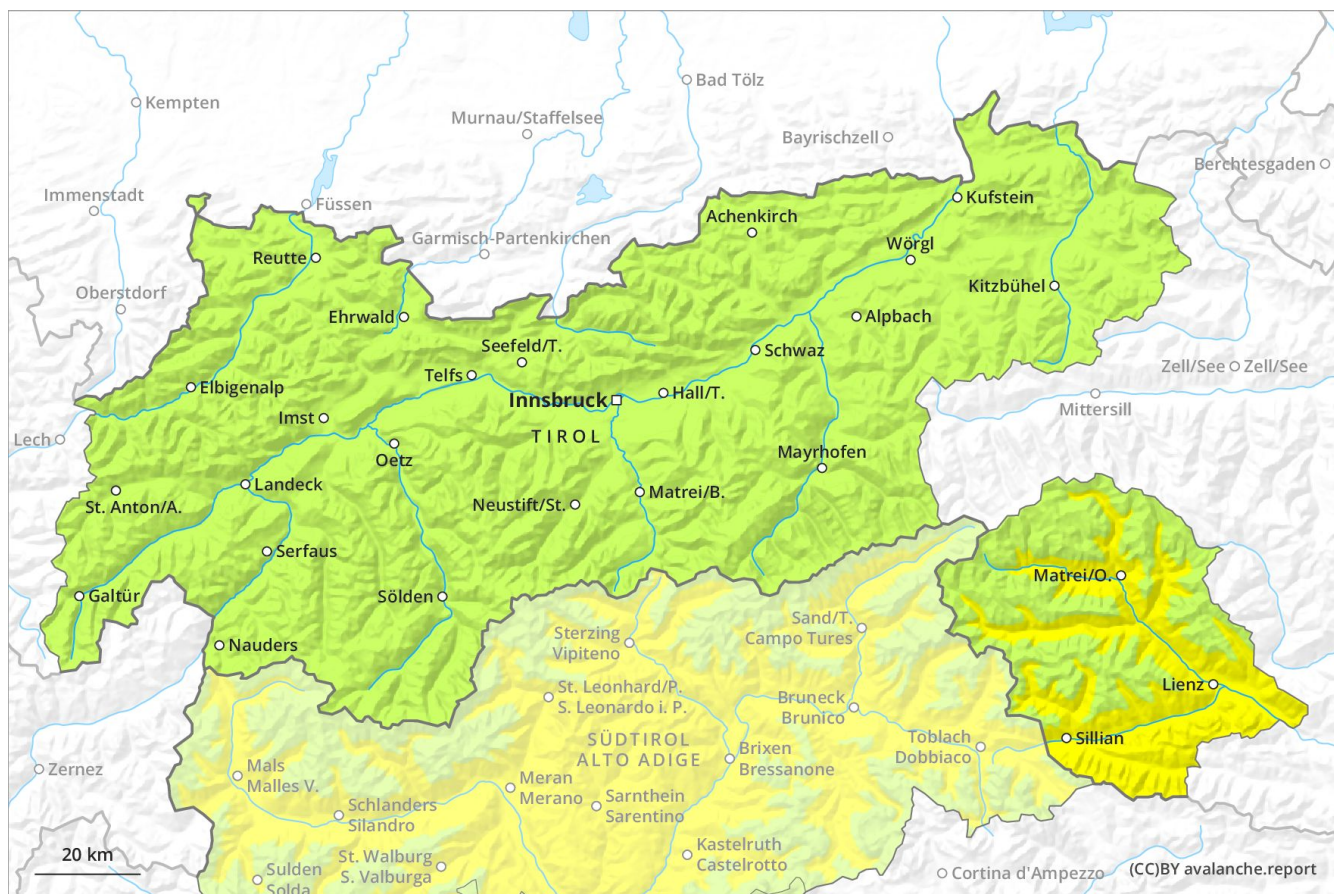 Bad Tölz
Kempten
Murnau/Staffelsee
Bayrischzell
Berchtesgaden
Immenstadt
Füssen
Kufstein
Achenkirch
Garmisch-Partenkirchen
Wörgl
Reutte
Kitzbühel
Oberstdorf
Ehrwald
Alpbach
Seefeld/T.
Schwaz
Zell/See
Zell/See
Telfs
Elbigenalp
Hall/T.
Innsbruck
Mittersill
Imst
TIROL
Lech
Oetz
Mayrhofen
Landeck
St. Anton/A.
Neustift/St.
Matrei/B.
Serfaus
Matrei/O.
Galtür
Sölden
Sand/T.
Campo Tures
Sterzing
Vipiteno
Nauders
Lienz
St. Leonhard/P.
S. Leonardo i. P.
Bruneck
Brunico
Toblach
Dobbiaco
Sillian
SÜDTIROL
ALTO ADIGE
Brixen
Bressanone
Zernez
Mals
Malles V.
Meran
Merano
Sarnthein
Sarentino
Schlanders
Silandro
Kastelruth
Castelrotto
20 km
St. Walburg
S. Valburga
Sulden
Solda
Cortina d'Ampezzo
(CC)BY avalanche.report